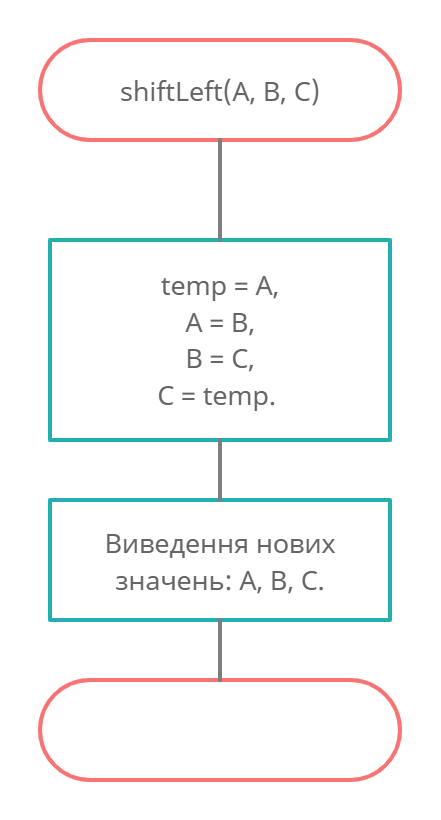 shiftLeft(A, B, C)
temp = A,
A = B,
B = C,
C = temp.
Виведення нових
значень: A, B, C.